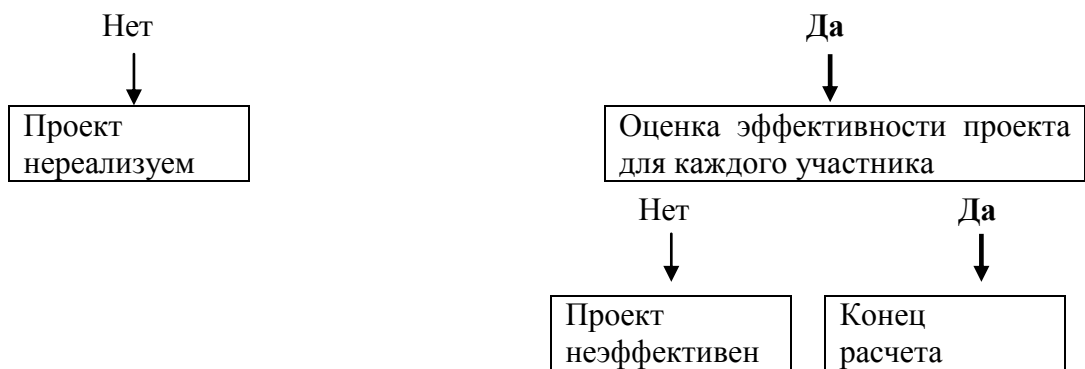 Нет
Да
Проект
нереализуем
Оценка эффективности проекта
для каждого участника
Нет
Да
Проект
неэффективен
Конец
расчета